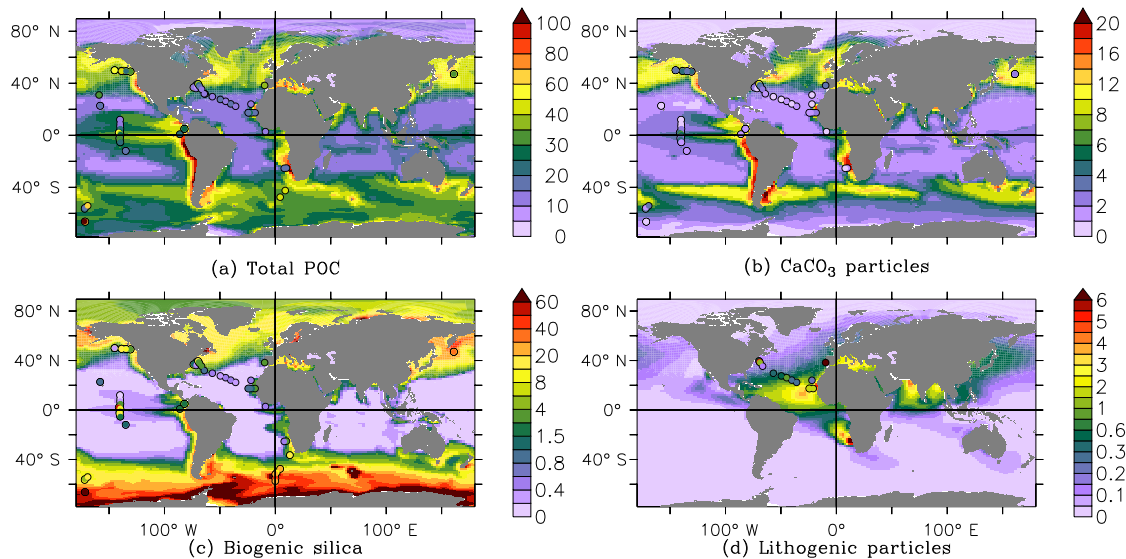 80° N
40° N
0°
40° S
100
80
60
50
40
30
20
10
0
(a) Total POC
80° N
40° N
0°
40° S
20
16
12
10
8
6
4
2
0
(b) CaCO₃ particles
80° N
40° N
0°
40° S
100° W
0°
100° E
60
40
20
8
4
1.5
0.8
0.4
0
(c) Biogenic silica
80° N
40° N
0°
40° S
100° W
0°
100° E
6
5
4
2
1
0.6
0.3
0.1
0
(d) Lithogenic particles